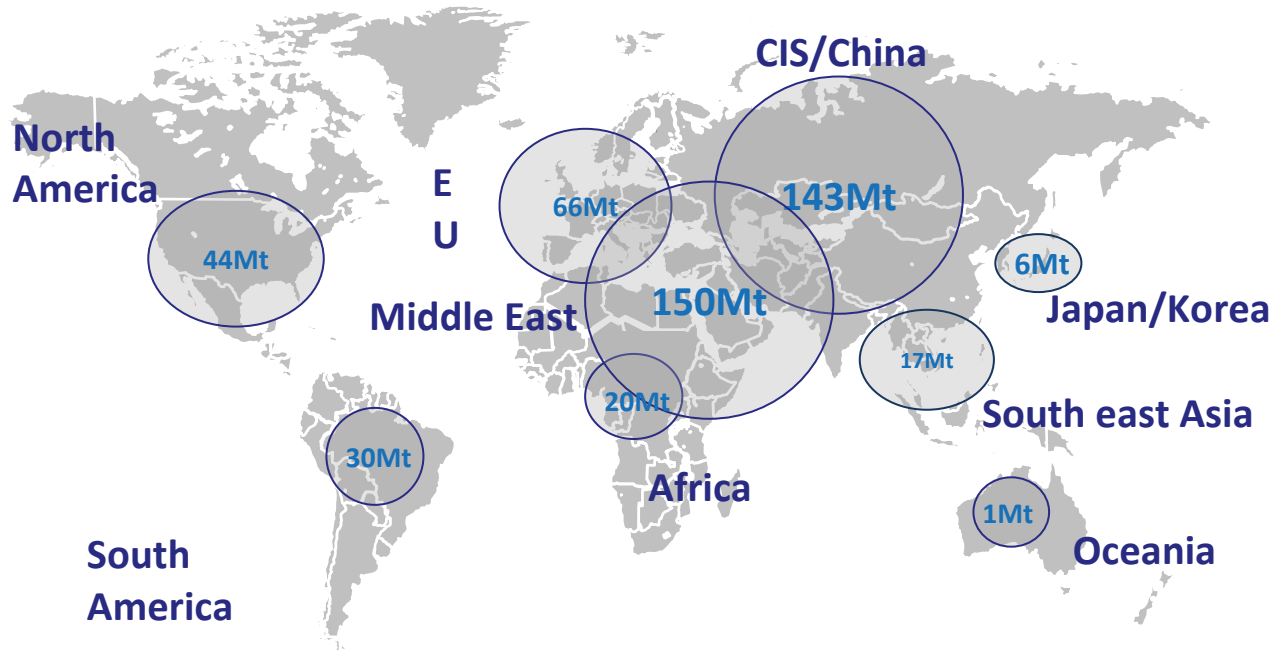 CIS/China
North
America
E
U
66Mt
143Mt
44Mt
6Mt
Middle East
150Mt
Japan/Korea
17Mt
20Mt
South east Asia
30Mt
Africa
1Mt
South
America
Oceania